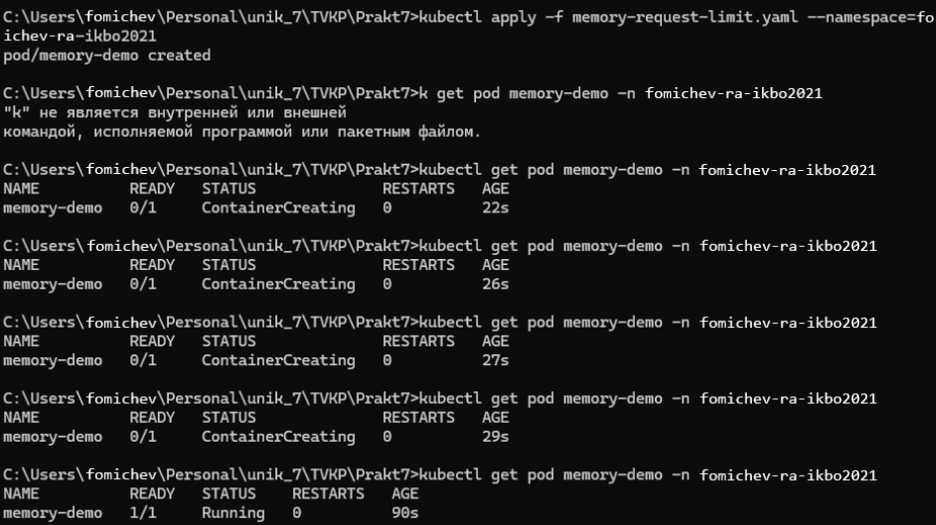 C:\Users\fomichev\Personal\unik_7\TVKP\Prakt7>kubectl apply -f memory-request-limit.yaml --namespace=fo
michev-ra-ikbo2021
pod/memory-demo created
C:\Users\fomichev\Personal\unik_7\TVKP\Prakt7>k get pod memory-demo -n fomichev-ra-ikbo2021
"k" не является внутренней или внешней
командой, исполняемой программой или пакетным файлом.
C:\Users\fomichev\Personal\unik_7\TVKP\Prakt7>kubectl get pod memory-demo -n fomichev-ra-ikbo2021
NAME          READY   STATUS              RESTARTS   AGE
memory-demo   0/1     ContainerCreating   0          22s
C:\Users\fomichev\Personal\unik_7\TVKP\Prakt7>kubectl get pod memory-demo -n fomichev-ra-ikbo2021
NAME          READY   STATUS              RESTARTS   AGE
memory-demo   0/1     ContainerCreating   0          26s
C:\Users\fomichev\Personal\unik_7\TVKP\Prakt7>kubectl get pod memory-demo -n fomichev-ra-ikbo2021
NAME          READY   STATUS              RESTARTS   AGE
memory-demo   0/1     ContainerCreating   0          27s
C:\Users\fomichev\Personal\unik_7\TVKP\Prakt7>kubectl get pod memory-demo -n fomichev-ra-ikbo2021
NAME          READY   STATUS              RESTARTS   AGE
memory-demo   0/1     ContainerCreating   0          29s
C:\Users\fomichev\Personal\unik_7\TVKP\Prakt7>kubectl get pod memory-demo -n fomichev-ra-ikbo2021
NAME          READY   STATUS    RESTARTS   AGE
memory-demo   1/1     Running   0          90s